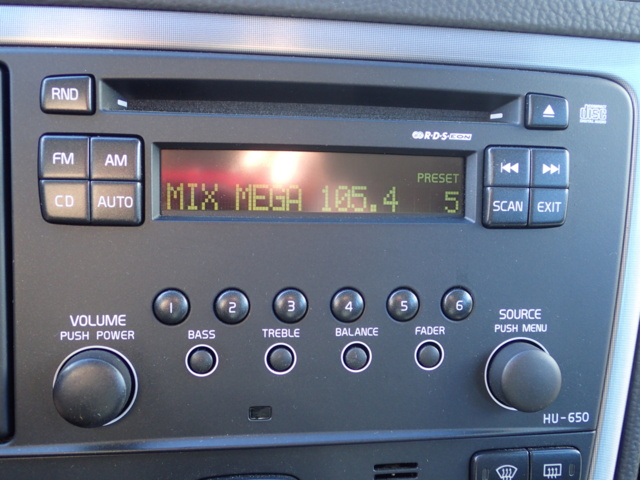 RND
R·D·S-EON
FM AM
CD AUTO
PRESET
MIX MEGA 105.4 5
SCAN EXIT
1 2 3 4 5 6
VOLUME
PUSH POWER
BASS TREBLE BALANCE FADER
SOURCE
PUSH MENU
HU-650